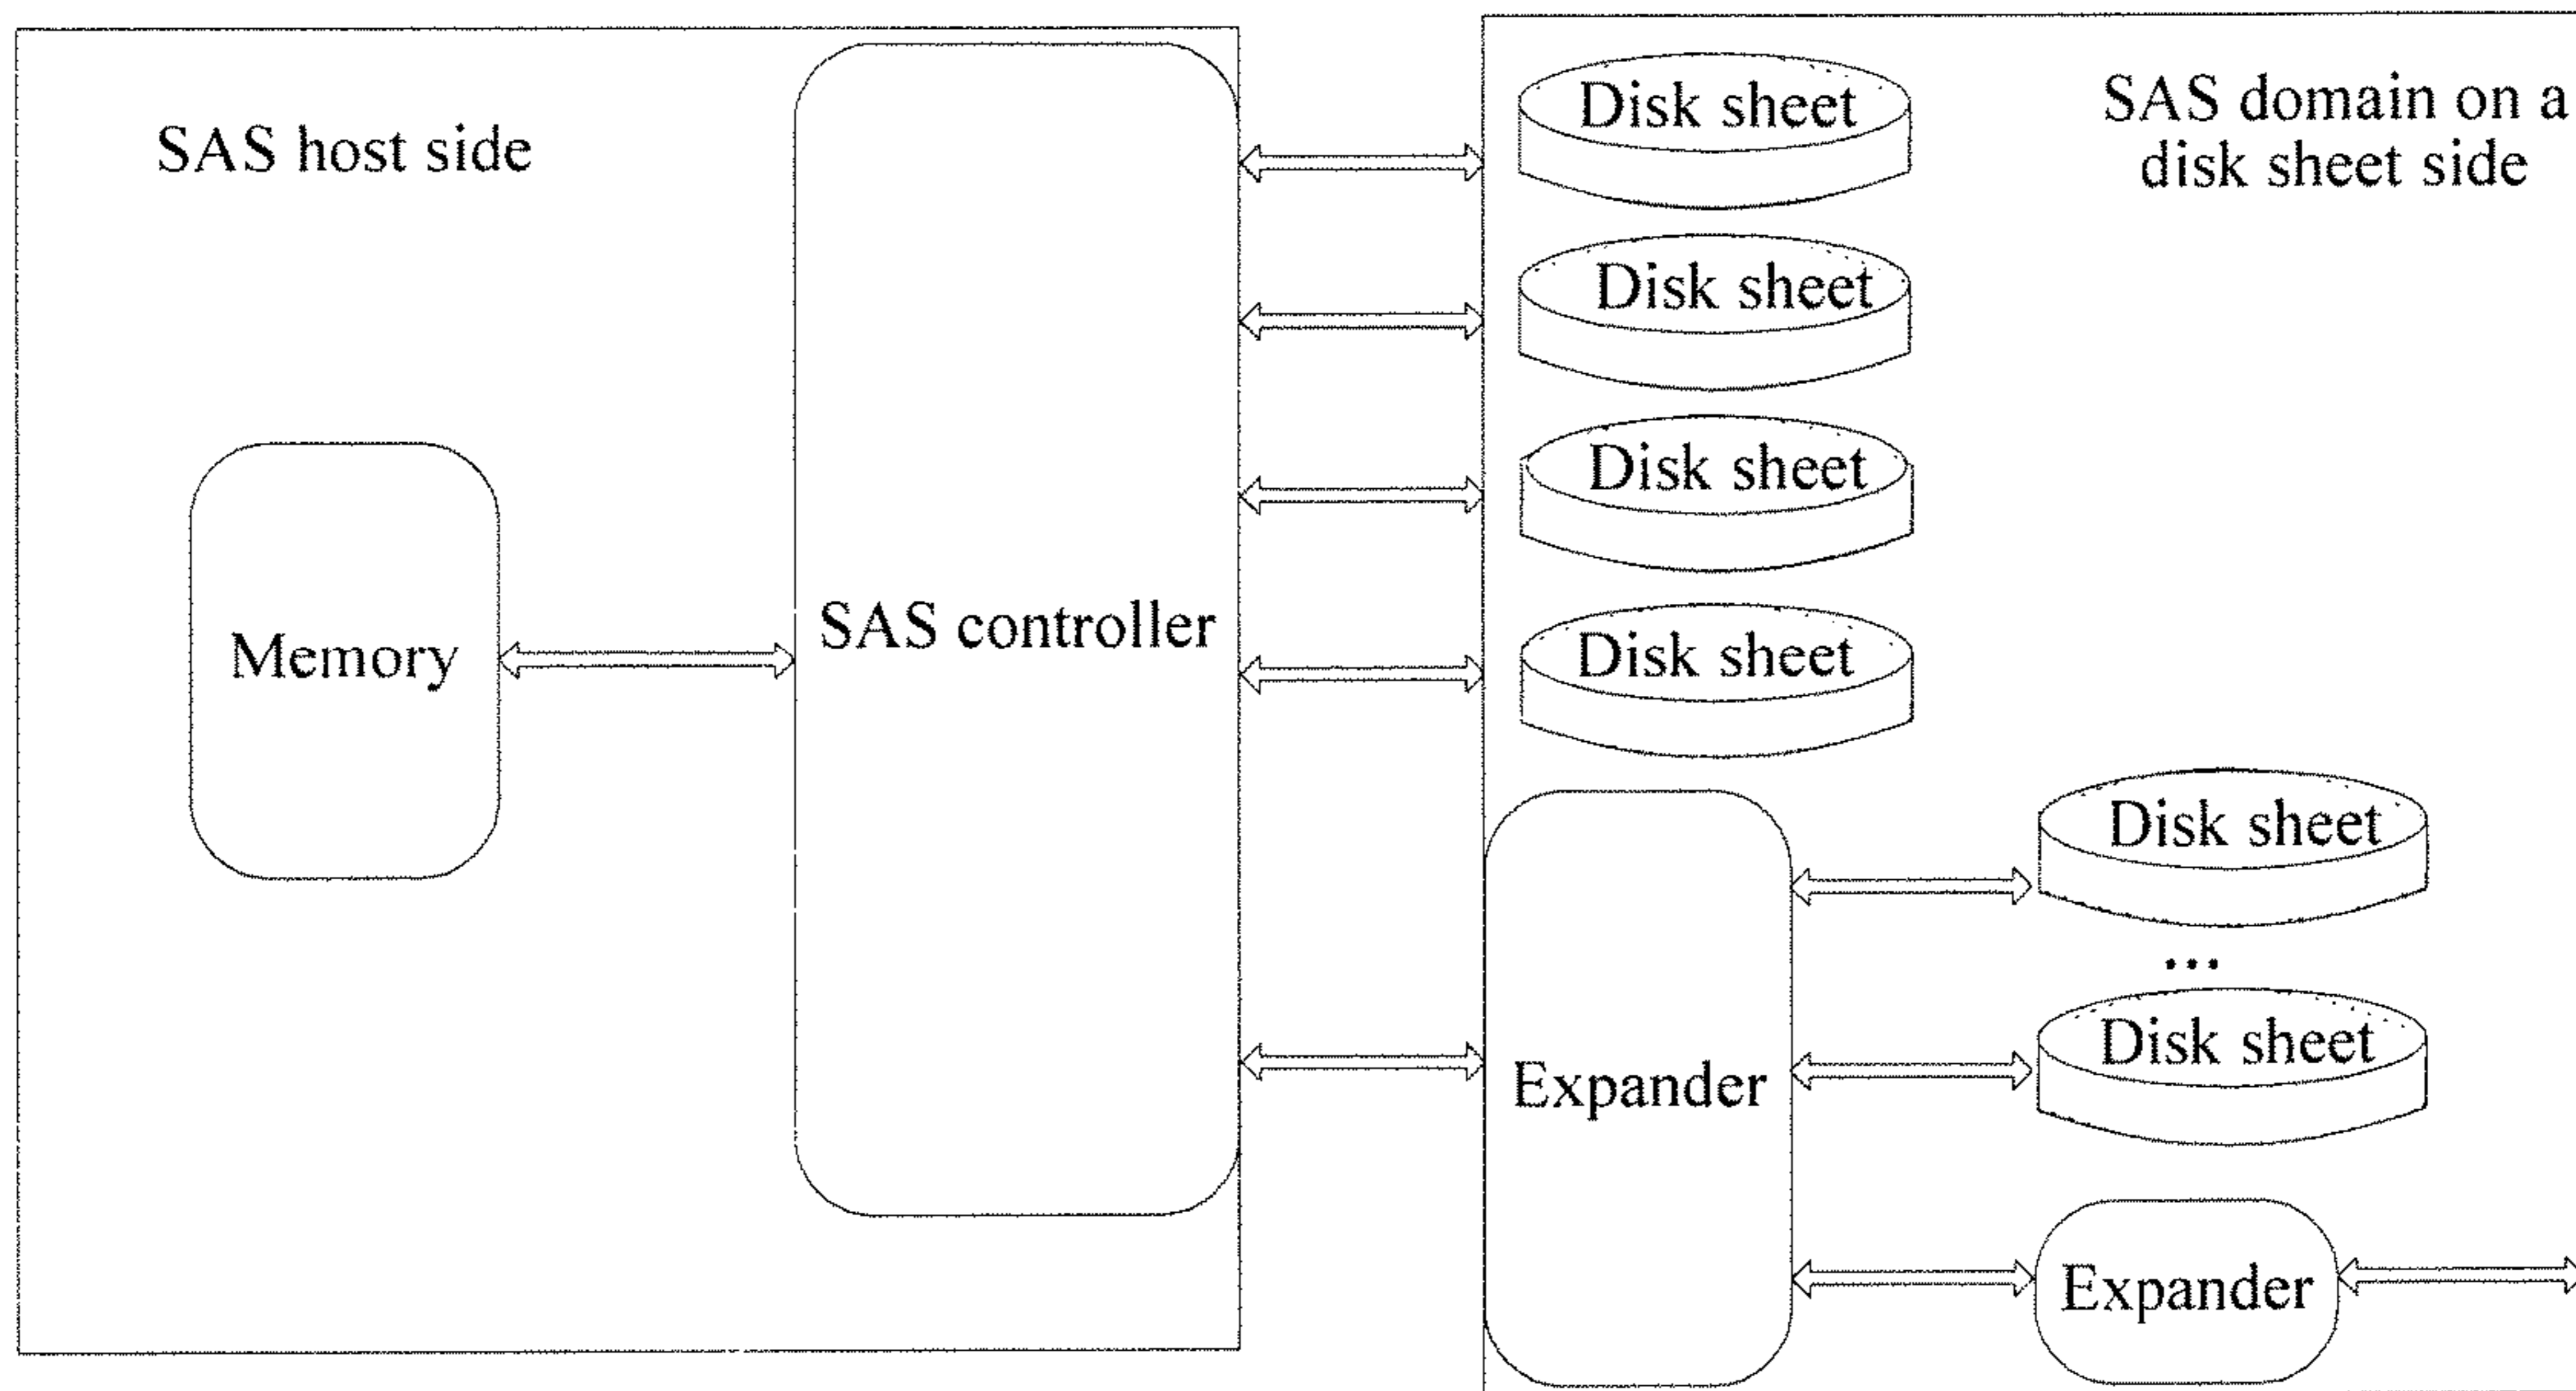 SAS host side
Memory
SAS controller
Disk sheet
Disk sheet
Disk sheet
Disk sheet
SAS domain on a
disk sheet side
Expander
Disk sheet
...
Disk sheet
Expander